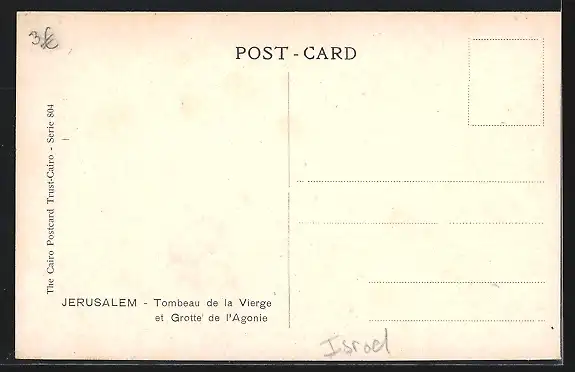 3.€
POST - CARD
The Cairo Postcard Trust-Cairo - Serie 804
JERUSALEM - Tombeau de la Vierge
et Grotte de l'Agonie
Israel